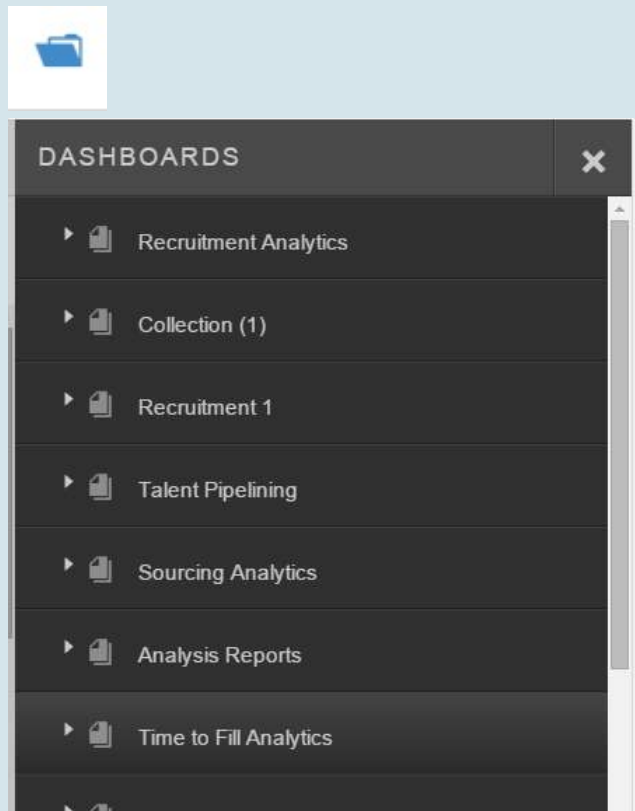 DASHBOARDS
Recruitment Analytics
Collection (1)
Recruitment 1
Talent Pipelining
Sourcing Analytics
Analysis Reports
Time to Fill Analytics